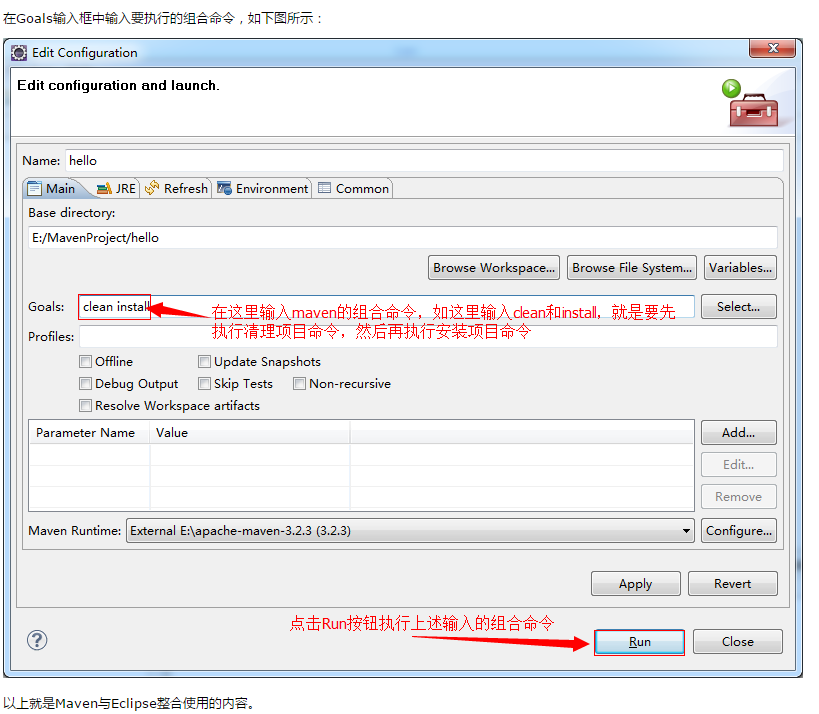 在Goals输入框中输入要执行的组合命令，如下图所示：
Edit Configuration
Edit configuration and launch.
Name: hello
Main JRE Refresh Environment Common
Base directory:
E:/MavenProject/hello
Browse Workspace... Browse File System... Variables...
Goals: clean install Select...
在这里输入maven的组合命令，如这里输入clean和install，就是要先
执行清理项目命令，然后再执行安装项目命令
Profiles:
Offline Update Snapshots
Debug Output Skip Tests Non-recursive
Resolve Workspace artifacts
Parameter Name Value Add...
Edit...
Remove
Maven Runtime: External E:\apache-maven-3.2.3 (3.2.3) Configure...
Apply Revert
点击Run按钮执行上述输入的组合命令
Run Close
以上就是Maven与Eclipse整合使用的内容。